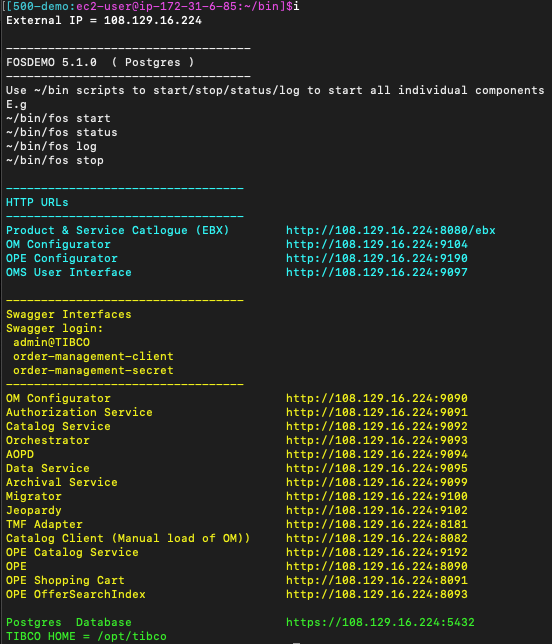 [[500-demo:ec2-user@ip-172-31-6-85:~/bin]$i
External IP = 108.129.16.224
-----------------------------------
FOSDEMO 5.1.0  ( Postgres )
-----------------------------------
Use ~/bin scripts to start/stop/status/log to start all individual components
E.g
~/bin/fos start
~/bin/fos status
~/bin/fos log
~/bin/fos stop
----------------------------------
HTTP URLs
----------------------------------
Product & Service Catlogue (EBX)        http://108.129.16.224:8080/ebx
OM Configurator                         http://108.129.16.224:9104
OPE Configurator                        http://108.129.16.224:9190
OMS User Interface                      http://108.129.16.224:9097
----------------------------------
Swagger Interfaces
Swagger login:
 admin@TIBCO
 order-management-client
 order-management-secret
----------------------------------
OM Configurator                         http://108.129.16.224:9090
Authorization Service                   http://108.129.16.224:9091
Catalog Service                         http://108.129.16.224:9092
Orchestrator                            http://108.129.16.224:9093
AOPD                                    http://108.129.16.224:9094
Data Service                            http://108.129.16.224:9095
Archival Service                        http://108.129.16.224:9099
Migrator                                http://108.129.16.224:9100
Jeopardy                                http://108.129.16.224:9102
TMF Adapter                             http://108.129.16.224:8181
Catalog Client (Manual load of OM))     http://108.129.16.224:8082
OPE Catalog Service                     http://108.129.16.224:9192
OPE                                     http://108.129.16.224:8090
OPE Shopping Cart                       http://108.129.16.224:8091
OPE OfferSearchIndex                    http://108.129.16.224:8093
Postgres  Database                      https://108.129.16.224:5432
TIBCO HOME = /opt/tibco